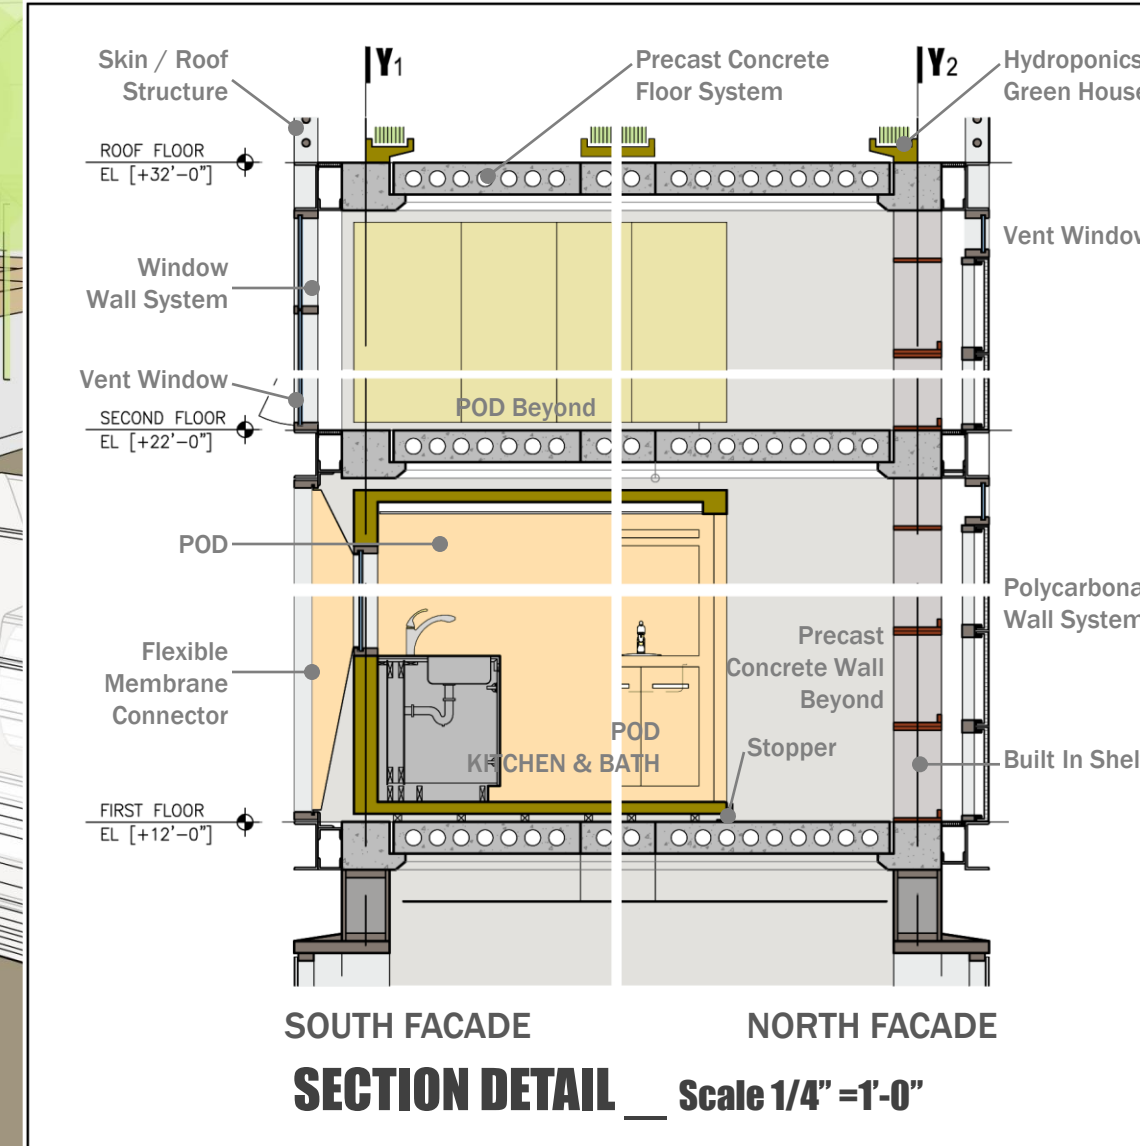 Skin / Roof
Structure
Y1
Precast Concrete
Floor System
Y2
Hydroponics
Green House
ROOF FLOOR
EL [+32'-0"]
Window
Wall System
Vent Window
Vent Window
SECOND FLOOR
EL [+22'-0"]
POD Beyond
POD
Polycarbona
Wall System
Flexible
Membrane
Connector
Precast
Concrete Wall
Beyond
POD
KITCHEN & BATH
Stopper
Built In Shel
FIRST FLOOR
EL [+12'-0"]
SOUTH FACADE
NORTH FACADE
SECTION DETAIL __ Scale 1/4” =1’-0”